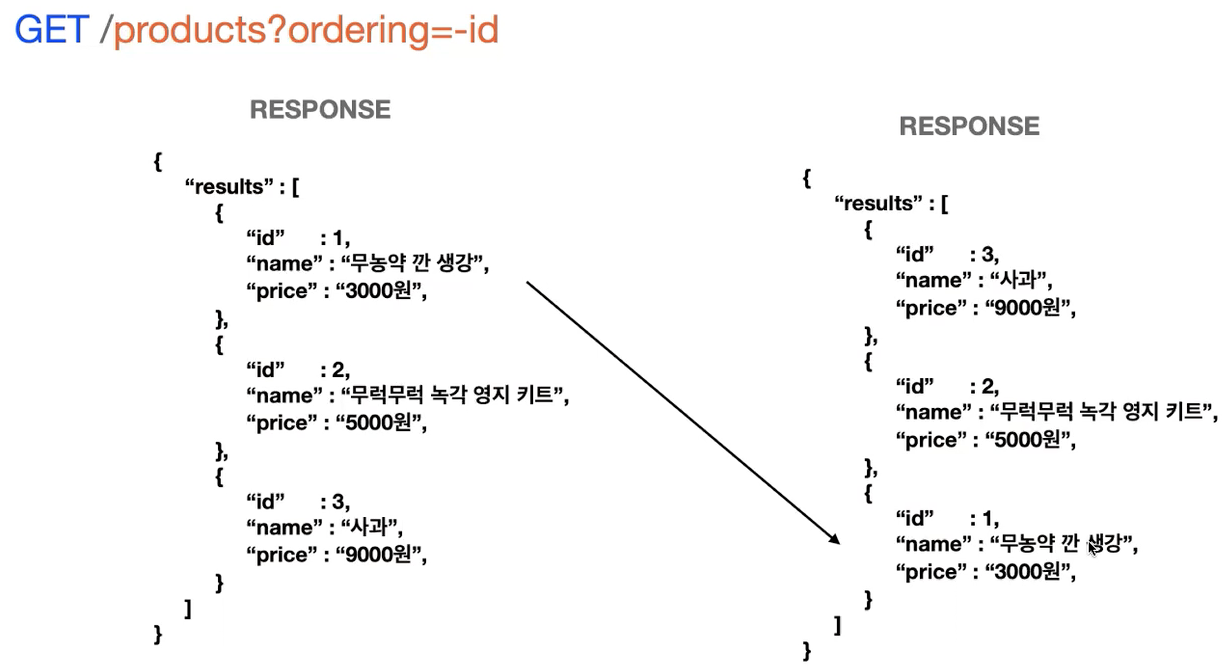 GET /products?ordering=-id
RESPONSE
{
“results” : [
{
“id” : 1,
“name” : “무농약 깐 생강”,
“price” : “3000원”,
},
{
“id” : 2,
“name” : “무럭무럭 녹각 영지 키트”,
“price” : “5000원”,
},
{
“id” : 3,
“name” : “사과”,
“price” : “9000원”,
}
]
}
RESPONSE
{
“results” : [
{
“id” : 3,
“name” : “사과”,
“price” : “9000원”,
},
{
“id” : 2,
“name” : “무럭무럭 녹각 영지 키트”,
“price” : “5000원”,
},
{
“id” : 1,
“name” : “무농약 깐 생강”,
“price” : “3000원”,
}
]
}